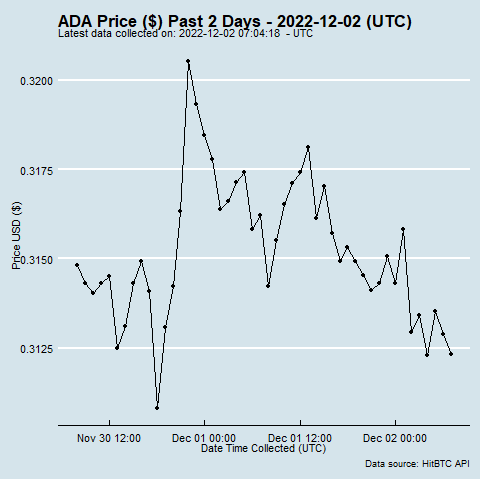 ADA Price ($) Past 2 Days - 2022-12-02 (UTC)
Latest data collected on: 2022-12-02 07:04:18 - UTC
0.3200
0.3175
0.3150
0.3125
Price USD ($)
Nov 30 12:00 Dec 01 00:00 Dec 01 12:00 Dec 02 00:00
Date Time Collected (UTC)
Data source: HitBTC API